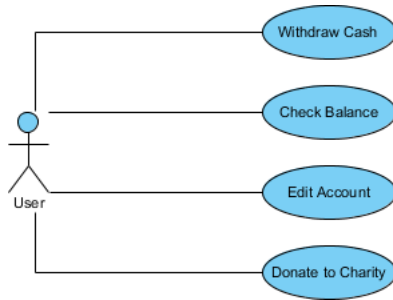 Withdraw Cash
Check Balance
Edit Account
User
Donate to Charity